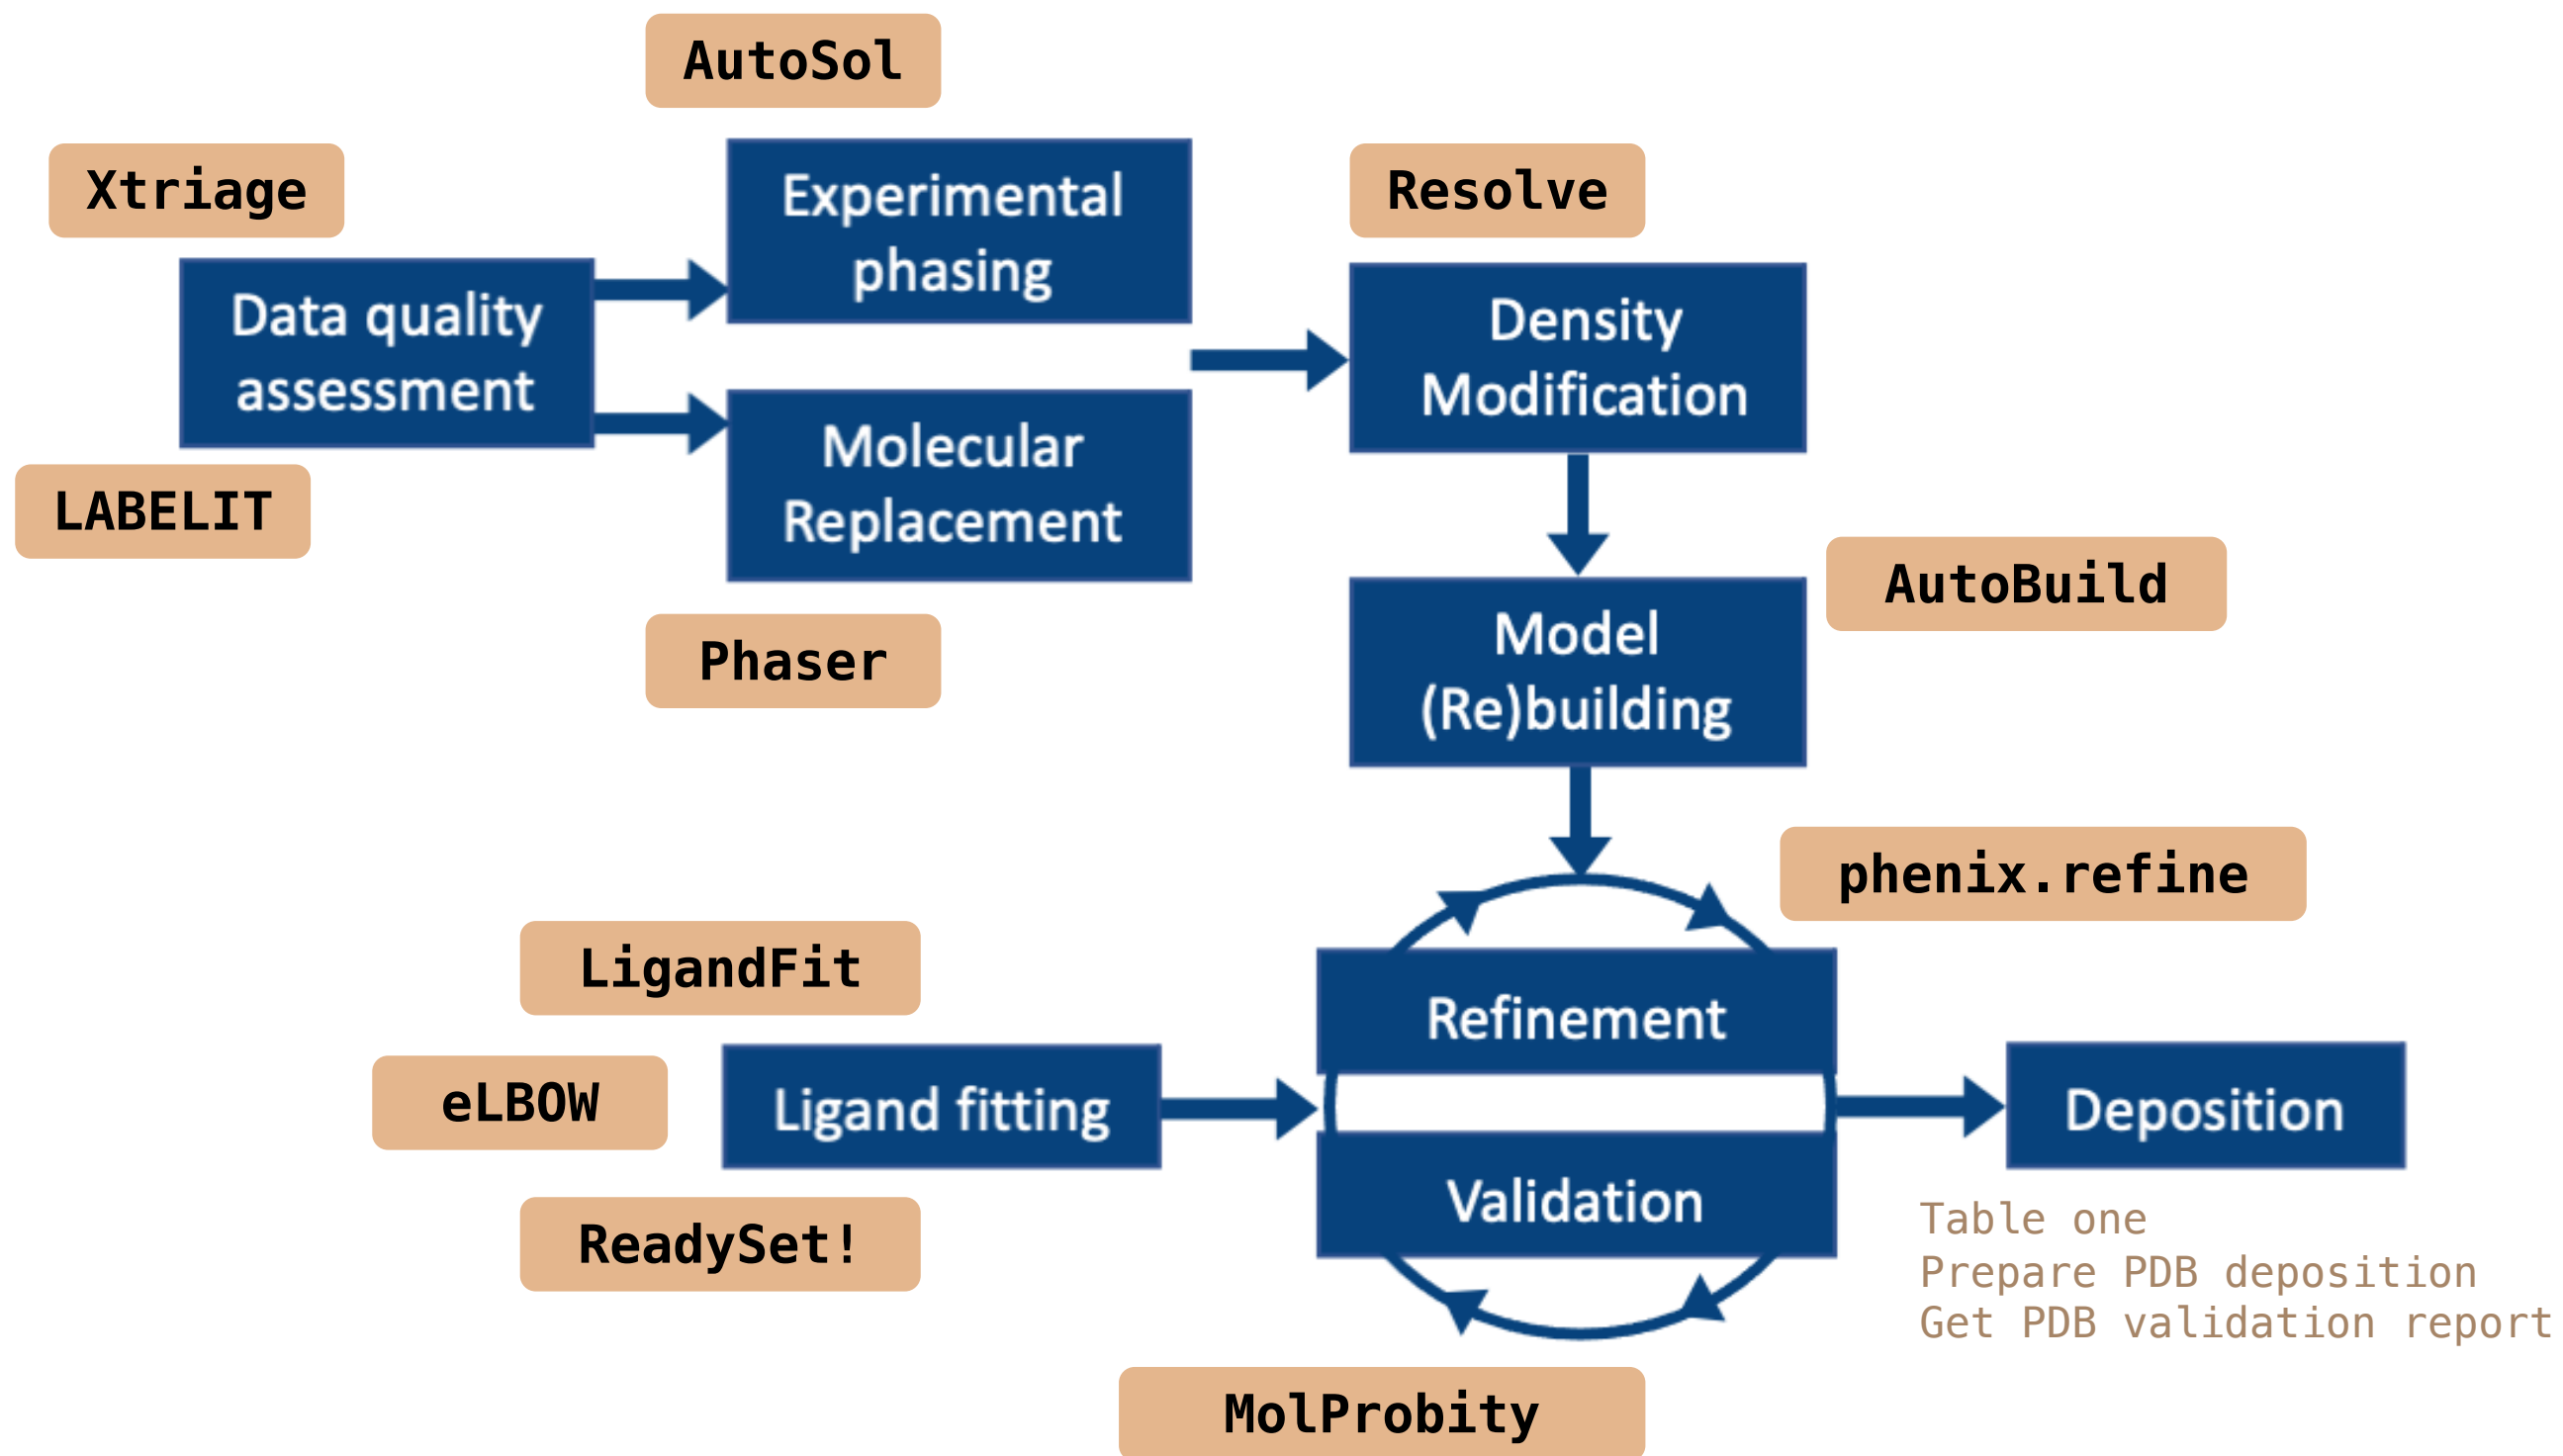 AutoSol
Xtriage
Experimental
phasing
Resolve
Data quality
assessment
Density
Modification
Molecular
Replacement
LABELIT
Phaser
AutoBuild
Model
(Re)building
phenix.refine
LigandFit
Refinement
eLBOW
Ligand fitting
Deposition
ReadySet!
Validation
Table one
Prepare PDB deposition
Get PDB validation report
MolProbity